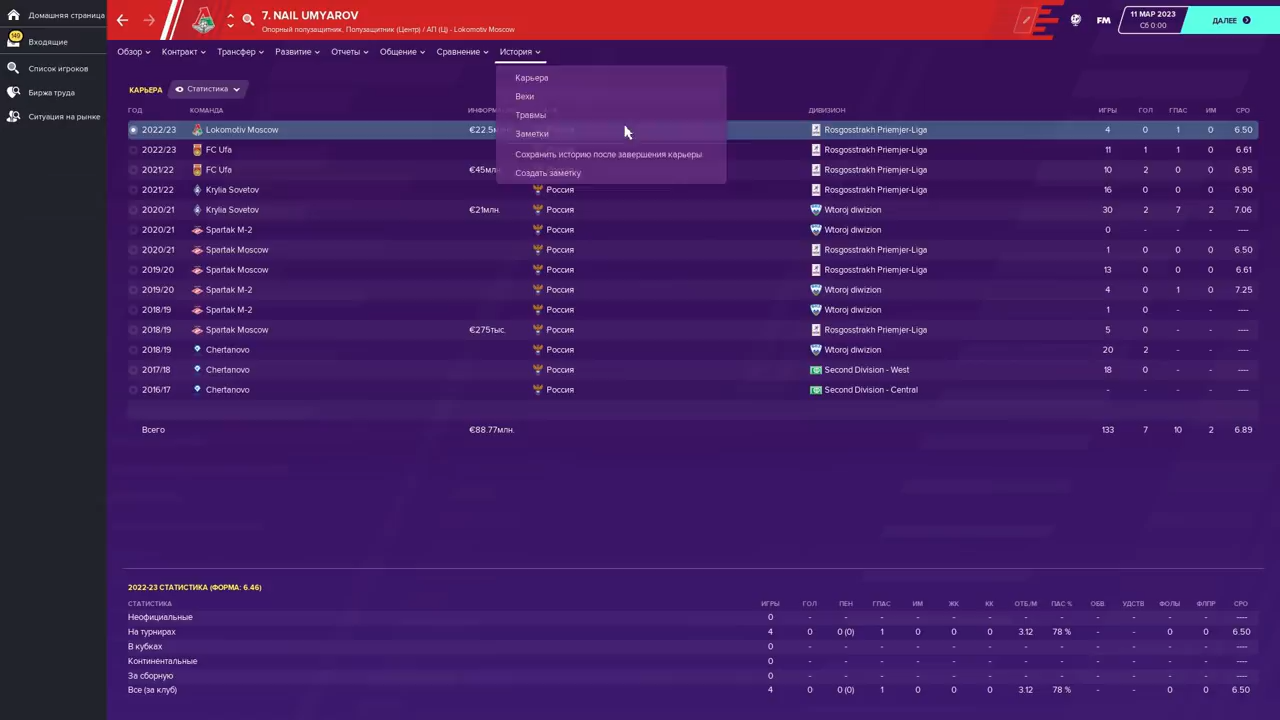 Домашняя страница
149
Входящие
Список игроков
Биржа труда
Ситуация на рынке
7. NAIL UMYAROV
Опорный полузащитник, Полузащитник (Центр) / АП (Ц) - Lokomotiv Moscow
FM
11 МАР 2023
Сб 0:00
ДАЛЕЕ
Обзор Контракт Трансфер Развитие Отчеты Общение Сравнение История
Карьера
Вехи
Травмы
Заметки
Сохранить историю после завершения карьеры
Создать заметку
КАРЬЕРА Статистика
ГОД КОМАНДА ДИВИЗИОН ИГРЫ ГОЛ ГПАС ИМ СРО
2022/23 Lokomotiv Moscow Rosgosstrakh Priemjer-Liga 4 0 1 0 6.50
2022/23 FC Ufa Rosgosstrakh Priemjer-Liga 11 1 1 0 6.61
2021/22 FC Ufa Rosgosstrakh Priemjer-Liga 10 2 0 0 6.95
2021/22 Krylia Sovetov Россия Rosgosstrakh Priemjer-Liga 16 0 0 0 6.90
2020/21 Krylia Sovetov €21млн. Россия Wtoroj diwizion 30 2 7 2 7.06
2020/21 Spartak M-2 Россия Wtoroj diwizion 0 - - - ----
2020/21 Spartak Moscow Россия Rosgosstrakh Priemjer-Liga 1 0 0 0 6.50
2019/20 Spartak Moscow Россия Rosgosstrakh Priemjer-Liga 13 0 0 0 6.61
2019/20 Spartak M-2 Россия Wtoroj diwizion 4 0 1 0 7.25
2018/19 Spartak M-2 Россия Wtoroj diwizion 1 0 - - ----
2018/19 Spartak Moscow €275тыс. Россия Rosgosstrakh Priemjer-Liga 5 0 - - ----
2018/19 Chertanovo Россия Wtoroj diwizion 20 2 - - ----
2017/18 Chertanovo Россия Second Division - West 18 0 - - ----
2016/17 Chertanovo Россия Second Division - Central - - - - ----
Всего €88.77млн. 133 7 10 2 6.89
2022-23 СТАТИСТИКА (ФОРМА: 6.46)
СТАТИСТИКА ИГРЫ ГОЛ ПЕН ГПАС ИМ ЖК КК ОТБ/М ПАС % ОБВ. УДСТВ ФОЛЫ ФЛПР СРО
Неофициальные 0 - - - - - - - - - - - - ----
На турнирах 4 0 0 (0) 1 0 0 0 3.12 78 % - - 0 0 6.50
В кубках 0 - - - - - - - - - - - - ----
Континентальные 0 - - - - - - - - - - - - ----
За сборную 0 - - - - - - - - - - - - ----
Все (за клуб) 4 0 0 (0) 1 0 0 0 3.12 78 % - - 0 0 6.50